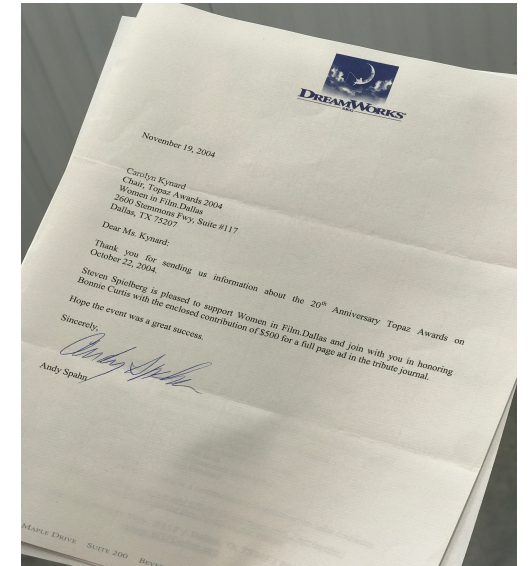 DREAMWORKS
SKG
November 19, 2004
Carolyn Kynard
Chair, Topaz Awards 2004
Women in Film.Dallas
2600 Stemmons Fwy, Suite #117
Dallas, TX 75207
Dear Ms. Kynard:
Thank you for sending us information about the 20th Anniversary Topaz Awards on
October 22, 2004.
Steven Spielberg is pleased to support Women in Film.Dallas and join with you in honoring
Bonnie Curtis with the enclosed contribution of $500 for a full page ad in the tribute journal.
Hope the event was a great success.
Sincerely,
Andy Spahn
Andy Spahn
MAPLE DRIVE SUITE 200